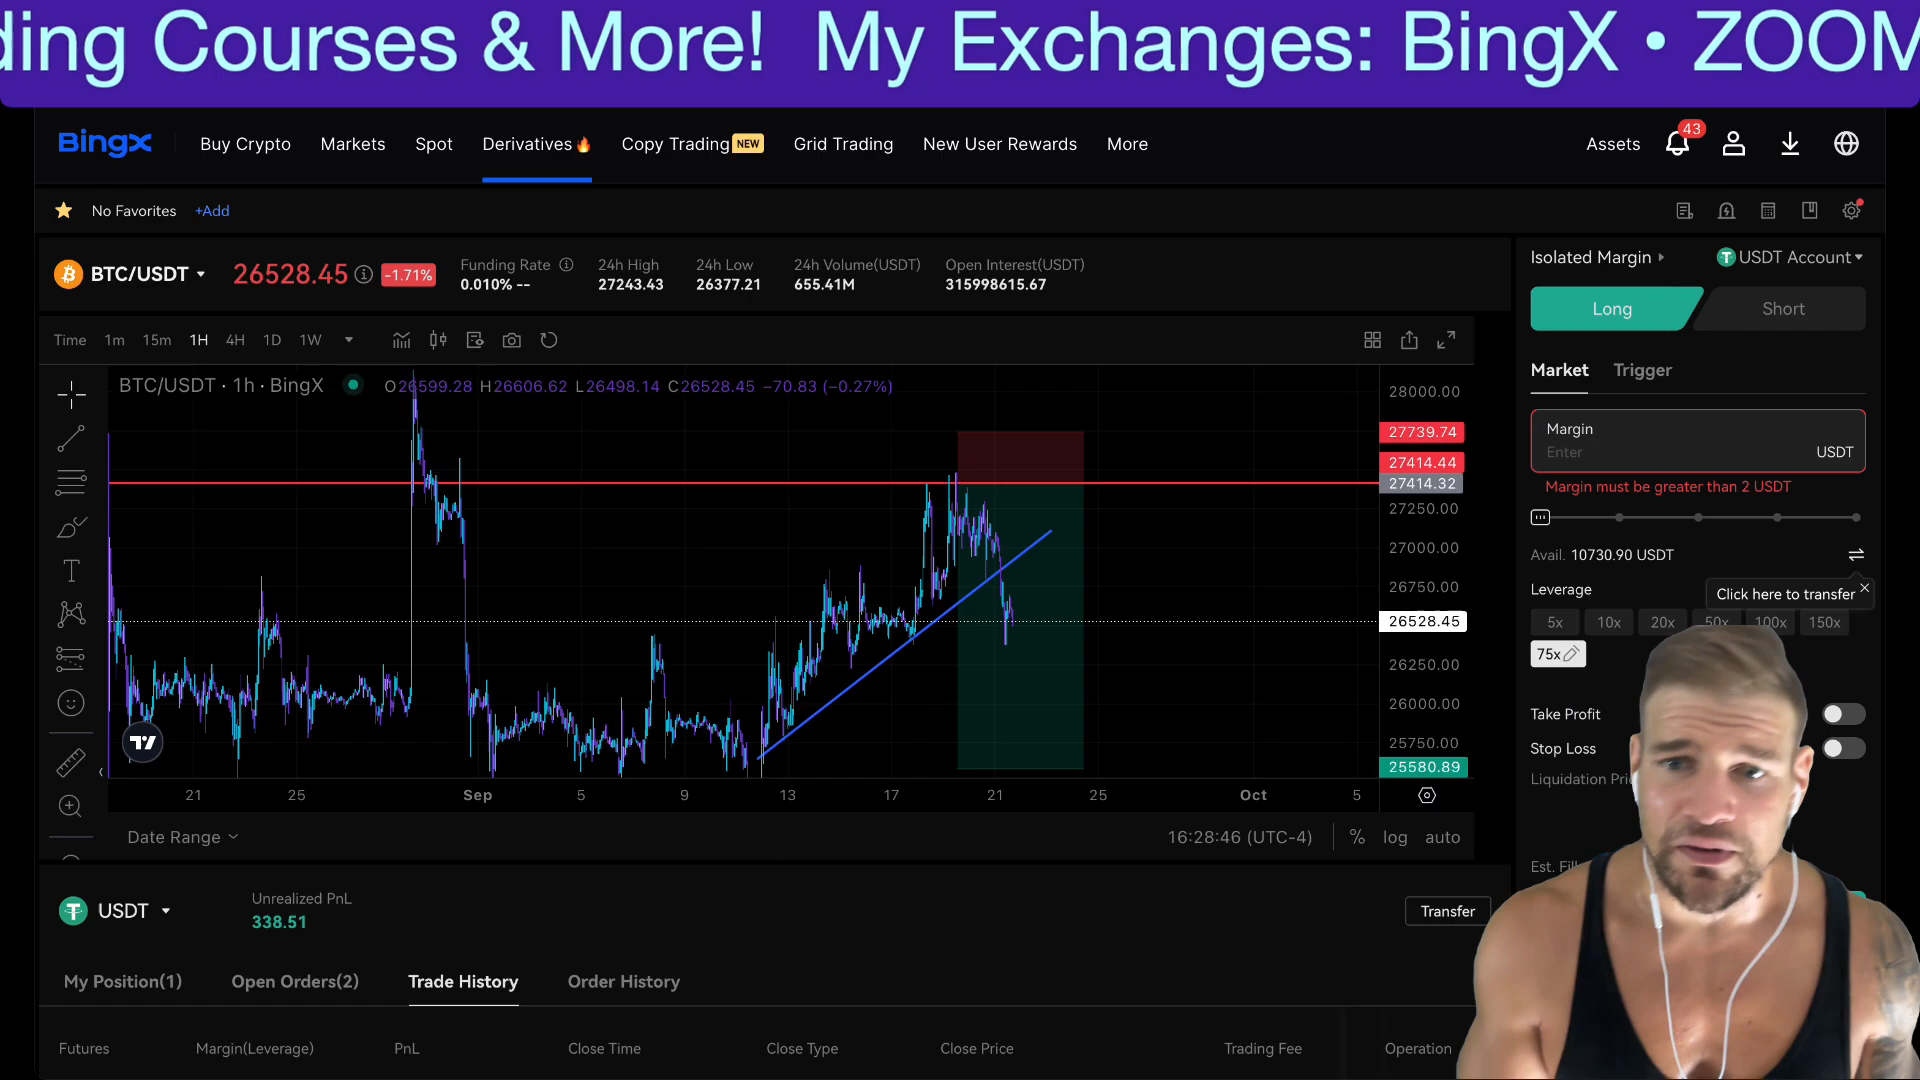 ding Courses & More! My Exchanges: BingX • ZOOM
BingX
Buy Crypto Markets Spot Derivatives Copy Trading NEW Grid Trading New User Rewards More Assets 43
No Favorites +Add
BTC/USDT 26528.45 -1.71%
Funding Rate 24h High 24h Low 24h Volume(USDT) Open Interest(USDT)
0.010% -- 27243.43 26377.21 655.41M 315998615.67
Time 1m 15m 1H 4H 1D 1W
BTC/USDT · 1h · BingX O26599.28 H26606.62 L26498.14 C26528.45 −70.83 (−0.27%)
28000.00
27739.74
27414.44
27414.32
27250.00
27000.00
26750.00
26528.45
26250.00
26000.00
25750.00
25580.89
21 25 Sep 5 9 13 17 21 25 Oct 5
Date Range 16:28:46 (UTC-4) % log auto
USDT
Unrealized PnL
338.51
Transfer
My Position(1) Open Orders(2) Trade History Order History
Futures Margin(Leverage) PnL Close Time Close Type Close Price Trading Fee Operation
Isolated Margin USDT Account
Long Short
Market Trigger
Margin
Enter USDT
Margin must be greater than 2 USDT
Avail. 10730.90 USDT
Click here to transfer
Leverage
5x 10x 20x 50x 100x 150x
75x
Take Profit
Stop Loss
Liquidation
Est.